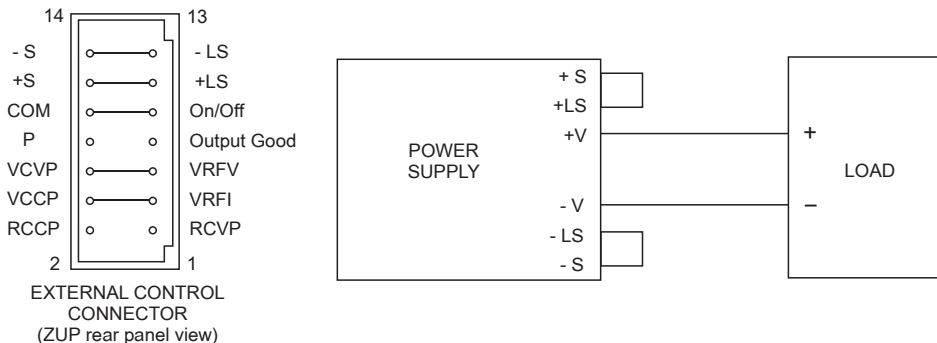 14 13
- S - LS
+S +LS
COM On/Off
P Output Good
VCVP VRFV
VCCP VRFI
RCCP RCVP
2 1
EXTERNAL CONTROL
CONNECTOR
(ZUP rear panel view)
POWER
SUPPLY
+ S
+LS
+V
- V
- LS
- S
+
LOAD
−